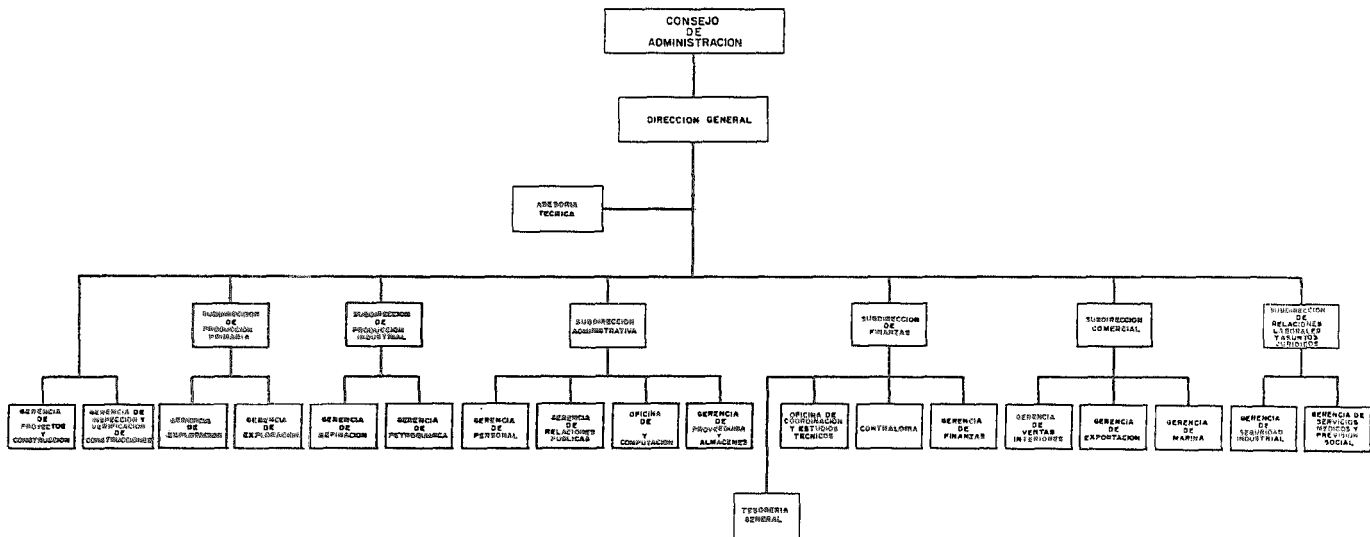 CONSEJO
DE
ADMINISTRACION
DIRECCION GENERAL
ASESORIA
TECNICA
SUBDIRECCION
DE
PRODUCCION
PRIMARIA
SUBDIRECCION
DE
PRODUCCION
INDUSTRIAL
SUBDIRECCION
ADMINISTRATIVA
SUBDIRECCION
DE
FINANZAS
SUBDIRECCION
COMERCIAL
SUBDIRECCION
DE
RELACIONES
LABORALES
Y ASUNTOS
JURIDICOS
GERENCIA
DE
PROYECTOS
Y
CONSTRUCCION
GERENCIA DE
INSPECCION Y
VERIFICACION
DE
CONSTRUCCIONES
GERENCIA
DE
GERENCIA
DE
EXPLORACION
GERENCIA
DE
REFINACION
GERENCIA
DE
PETROQUIMICA
GERENCIA
DE
PERSONAL
GERENCIA
DE
RELACIONES
PUBLICAS
OFICINA
DE
Y
COMPUTACION
GERENCIA
DE
PROVEEDURIA
Y
ALMACENES
OFICINA DE
COORDINACION
Y ESTUDIOS
TECNICOS
CONTRALORIA
GERENCIA
DE
FINANZAS
GERENCIA
DE
VENTAS
INTERIORES
GERENCIA
DE
EXPORTACION
GERENCIA
DE
MARINA
GERENCIA
DE
SEGURIDAD
INDUSTRIAL
GERENCIA DE
SERVICIOS
MEDICOS Y
PREVISION
SOCIAL
TESORERIA
GENERAL